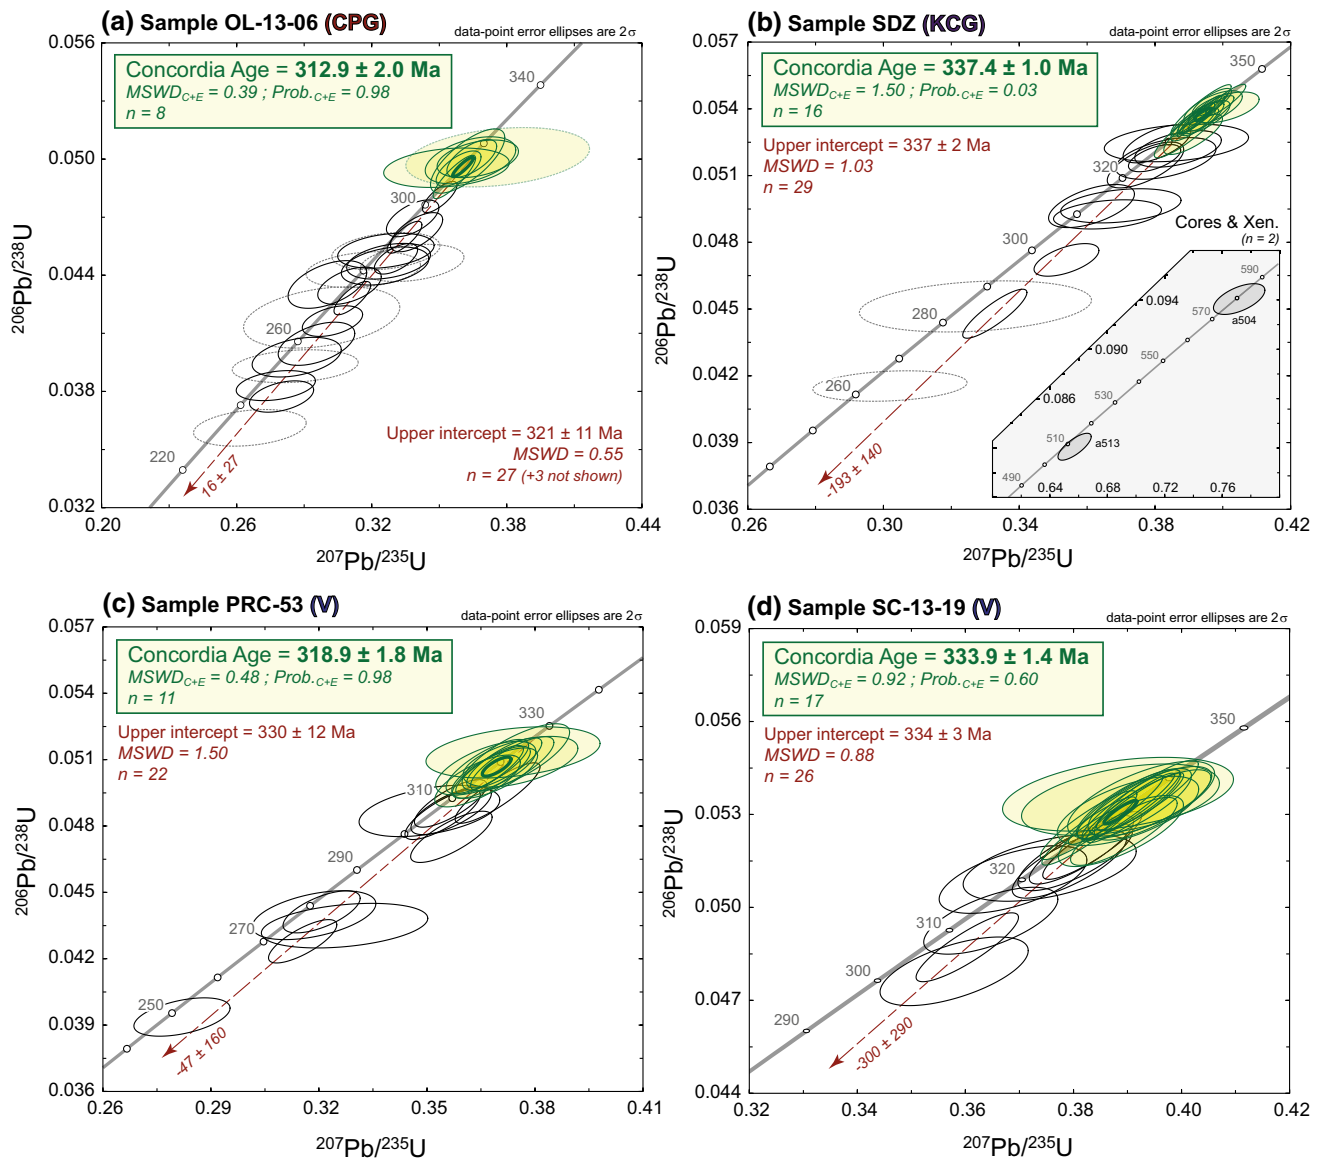 (a) Sample OL-13-06 (CPG)
data-point error ellipses are 2σ
Concordia Age = 312.9 ± 2.0 Ma
MSWD C+E = 0.39 ; Prob. C+E = 0.98
n = 8
0.056
0.050
0.044
0.038
0.032
206Pb/238U
340
300
260
220
16 ± 27
Upper intercept = 321 ± 11 Ma
MSWD = 0.55
n = 27 (+3 not shown)
0.20 0.26 0.32 0.38 0.44
207Pb/235U
(b) Sample SDZ (KCG)
data-point error ellipses are 2σ
Concordia Age = 337.4 ± 1.0 Ma
MSWD C+E = 1.50 ; Prob. C+E = 0.03
n = 16
Upper intercept = 337 ± 2 Ma
MSWD = 1.03
n = 29
0.057
0.054
0.051
0.048
0.045
0.042
0.039
0.036
206Pb/238U
350
320
300
280
260
-193 ± 140
Cores & Xen.
(n = 2)
590
0.094
570
a504
0.090
550
530
0.086
510
a513
490
0.64 0.68 0.72 0.76
0.26 0.30 0.34 0.38 0.42
207Pb/235U
(c) Sample PRC-53 (V)
data-point error ellipses are 2σ
Concordia Age = 318.9 ± 1.8 Ma
MSWD C+E = 0.48 ; Prob. C+E = 0.98
n = 11
Upper intercept = 330 ± 12 Ma
MSWD = 1.50
n = 22
0.057
0.054
0.051
0.048
0.045
0.042
0.039
0.036
206Pb/238U
330
310
290
270
250
-47 ± 160
0.26 0.29 0.32 0.35 0.38 0.41
207Pb/235U
(d) Sample SC-13-19 (V)
data-point error ellipses are 2σ
Concordia Age = 333.9 ± 1.4 Ma
MSWD C+E = 0.92 ; Prob. C+E = 0.60
n = 17
Upper intercept = 334 ± 3 Ma
MSWD = 0.88
n = 26
0.059
0.056
0.053
0.050
0.047
0.044
206Pb/238U
350
320
310
300
290
-300 ± 290
0.32 0.34 0.36 0.38 0.40 0.42
207Pb/235U